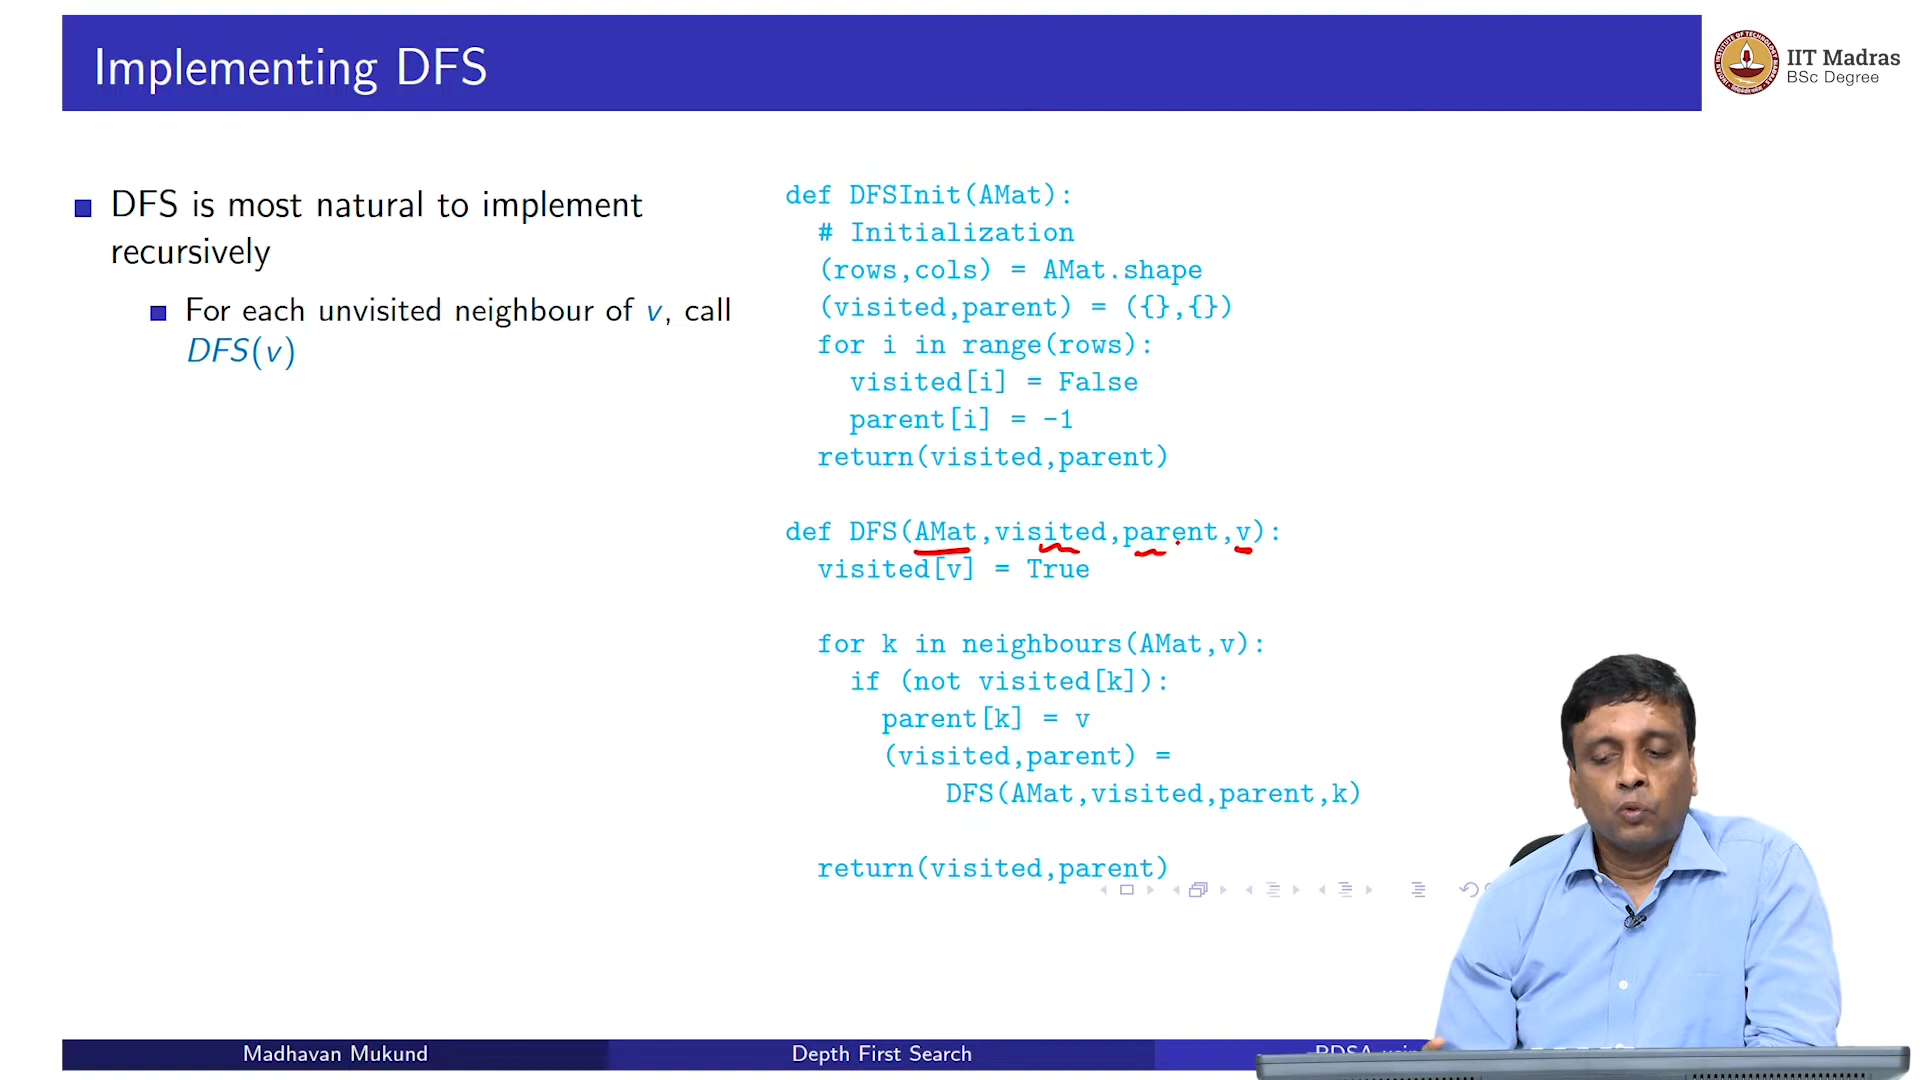 Implementing DFS
IIT Madras
BSc Degree
DFS is most natural to implement
recursively
For each unvisited neighbour of v, call
DFS(v)
def DFSInit(AMat):
# Initialization
(rows,cols) = AMat.shape
(visited,parent) = ({},{})
for i in range(rows):
visited[i] = False
parent[i] = -1
return(visited,parent)
def DFS(AMat,visited,parent,v):
visited[v] = True
for k in neighbours(AMat,v):
if (not visited[k]):
parent[k] = v
(visited,parent) =
DFS(AMat,visited,parent,k)
return(visited,parent)
Madhavan Mukund
Depth First Search